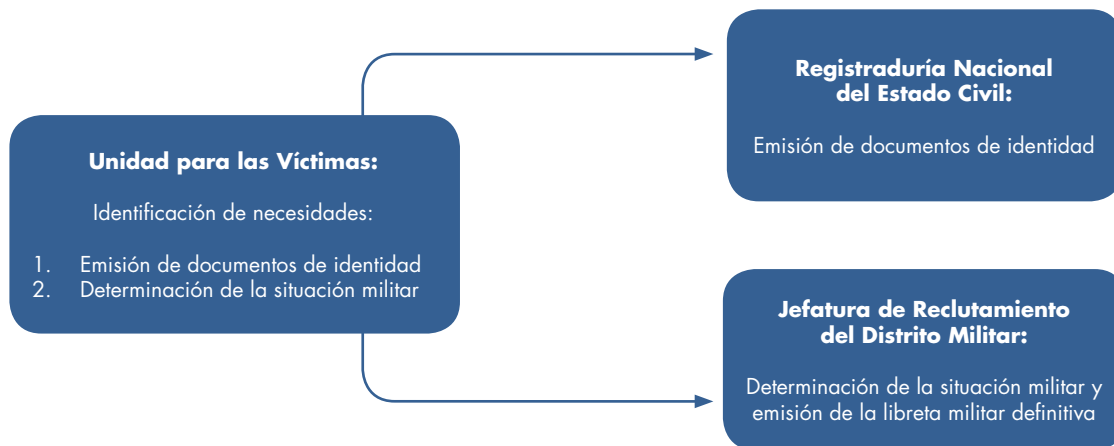 Unidad para las Víctimas:
Identificación de necesidades:
1. Emisión de documentos de identidad
2. Determinación de la situación militar
Registraduría Nacional
del Estado Civil:
Emisión de documentos de identidad
Jefatura de Reclutamiento
del Distrito Militar:
Determinación de la situación militar y
emisión de la libreta militar definitiva